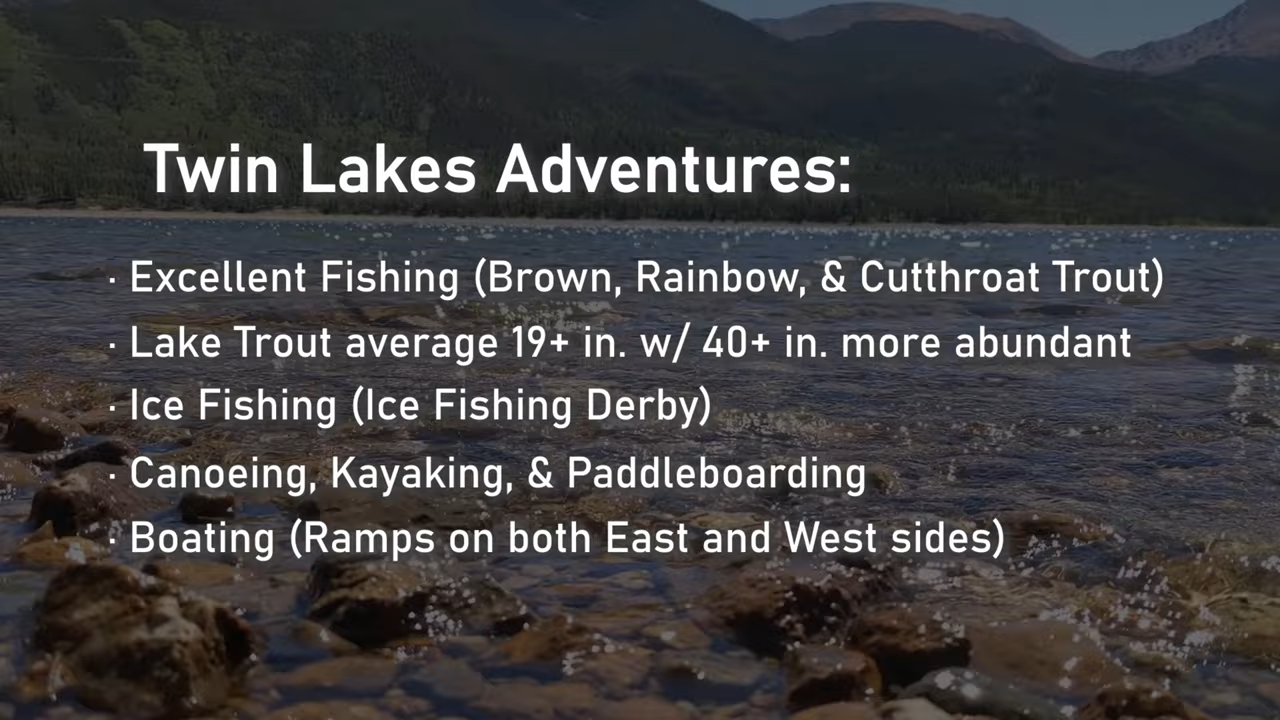 Twin Lakes Adventures:
· Excellent Fishing (Brown, Rainbow, & Cutthroat Trout)
· Lake Trout average 19+ in. w/ 40+ in. more abundant
· Ice Fishing (Ice Fishing Derby)
· Canoeing, Kayaking, & Paddleboarding
· Boating (Ramps on both East and West sides)